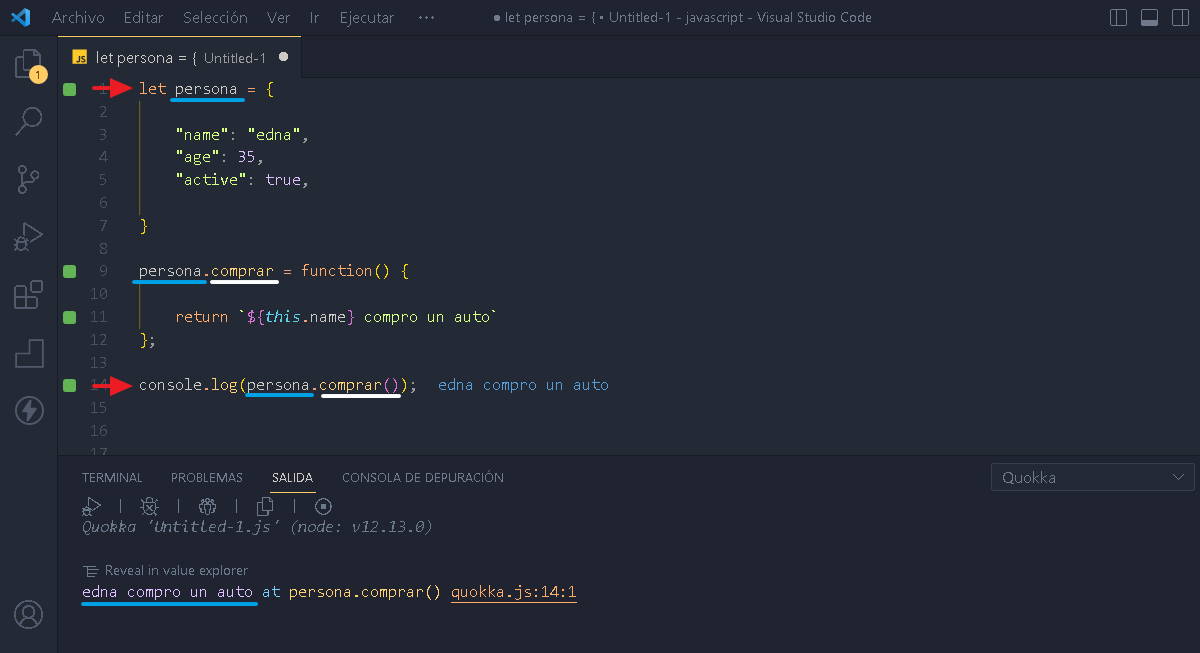 Archivo Editar Selección Ver Ir Ejecutar ··· ● let persona = { • Untitled-1 - javascript - Visual Studio Code
JS let persona = { Untitled-1 ●
1
1 let persona = {
2
3 "name": "edna",
4 "age": 35,
5 "active": true,
6
7 }
8
9 persona.comprar = function() {
10
11 return `${this.name} compro un auto`
12 };
13
14 console.log(persona.comprar()); edna compro un auto
15
16
17
TERMINAL PROBLEMAS SALIDA CONSOLA DE DEPURACIÓN Quokka
Quokka ‘Untitled-1.js’ (node: v12.13.0)
Reveal in value explorer
edna compro un auto at persona.comprar() quokka.js:14:1